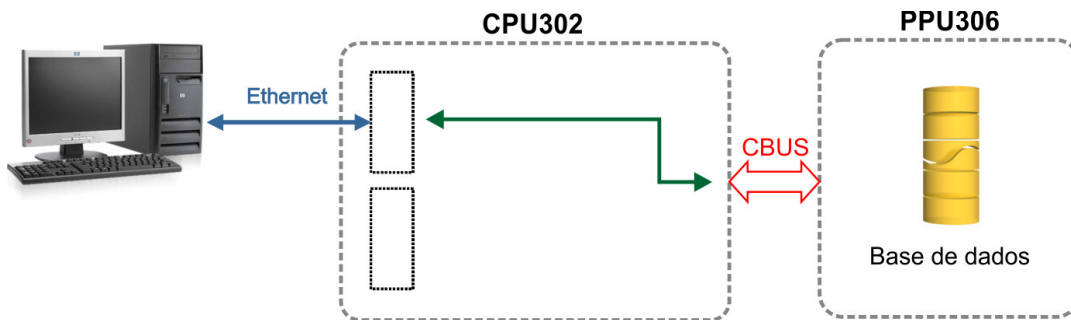 CPU302
PPU306
Ethernet
CBUS
Base de dados